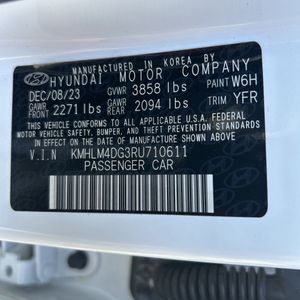 MANUFACTURED IN KOREA BY
HYUNDAI MOTOR COMPANY
DEC/08/23 GVWR 3858 lbs PAINT W6H
GAWR FRONT 2271 lbs GAWR REAR 2094 lbs TRIM YFR
THIS VEHICLE CONFORMS TO ALL APPLICABLE U.S.A. FEDERAL
MOTOR VEHICLE SAFETY, BUMPER, AND THEFT PREVENTION STANDARDS
IN EFFECT ON THE DATE OF MANUFACTURE SHOWN ABOVE.
V.I.N KMHLM4DG3RU710611
PASSENGER CAR